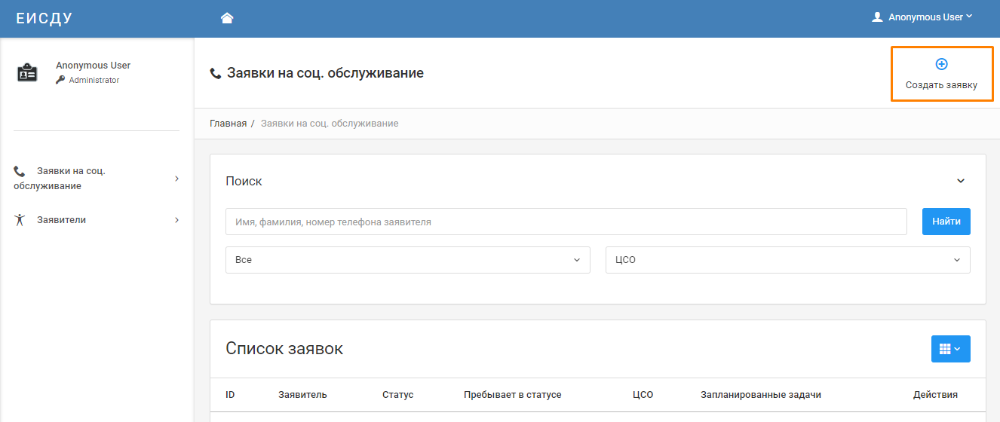 ЕИСДУ
Anonymous User
Anonymous User
Administrator
Заявки на соц. обслуживание
Создать заявку
Главная / Заявки на соц. обслуживание
Заявки на соц.
обслуживание
Заявители
Поиск
Имя, фамилия, номер телефона заявителя
Найти
Все
ЦСО
Список заявок
ID Заявитель Статус Пребывает в статусе ЦСО Запланированные задачи Действия